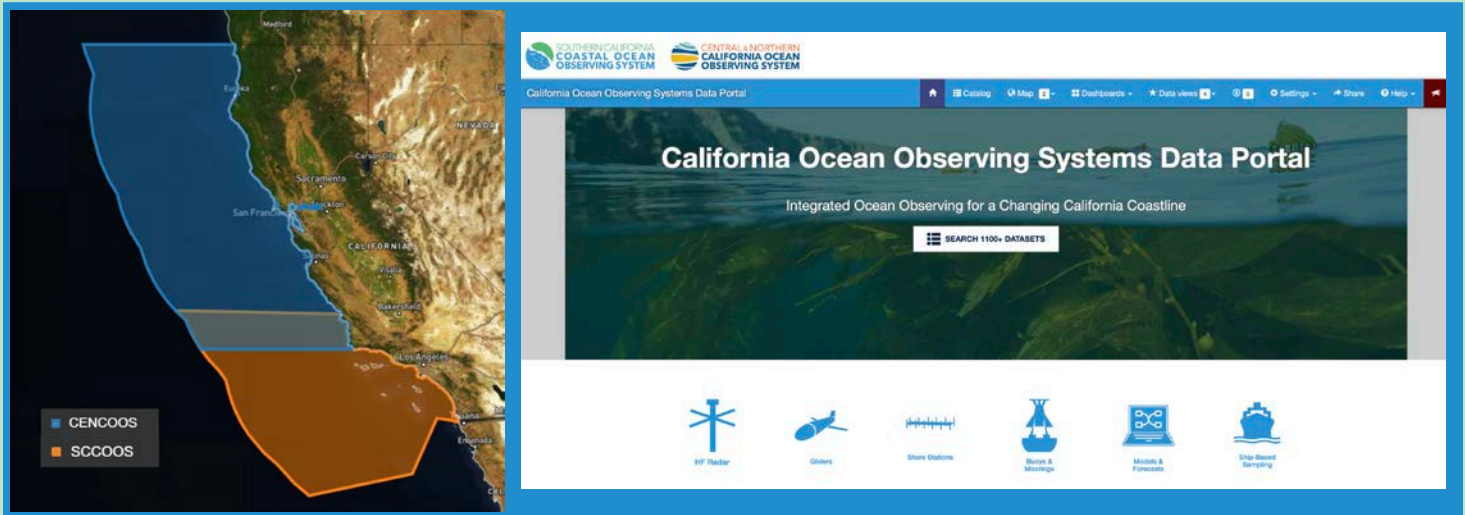 Medford
Eureka
NEVADA
Carson City
Sacramento
Stockton
San Francisco
CALIFORNIA
Salinas
Visalia
Bakersfield
Los Angeles
Tijuana
Ensenada
CENCOOS
SCCOOS
SOUTHERN CALIFORNIA
COASTAL OCEAN
OBSERVING SYSTEM
CENTRAL & NORTHERN
CALIFORNIA OCEAN
OBSERVING SYSTEM
California Ocean Observing Systems Data Portal
Catalog Map 2 Dashboards Data views 4 Settings Share Help
California Ocean Observing Systems Data Portal
Integrated Ocean Observing for a Changing California Coastline
SEARCH 1100+ DATASETS
HF Radar
Gliders
Shore Stations
Buoys &
Moorings
Models &
Forecasts
Ship-Based
Sampling